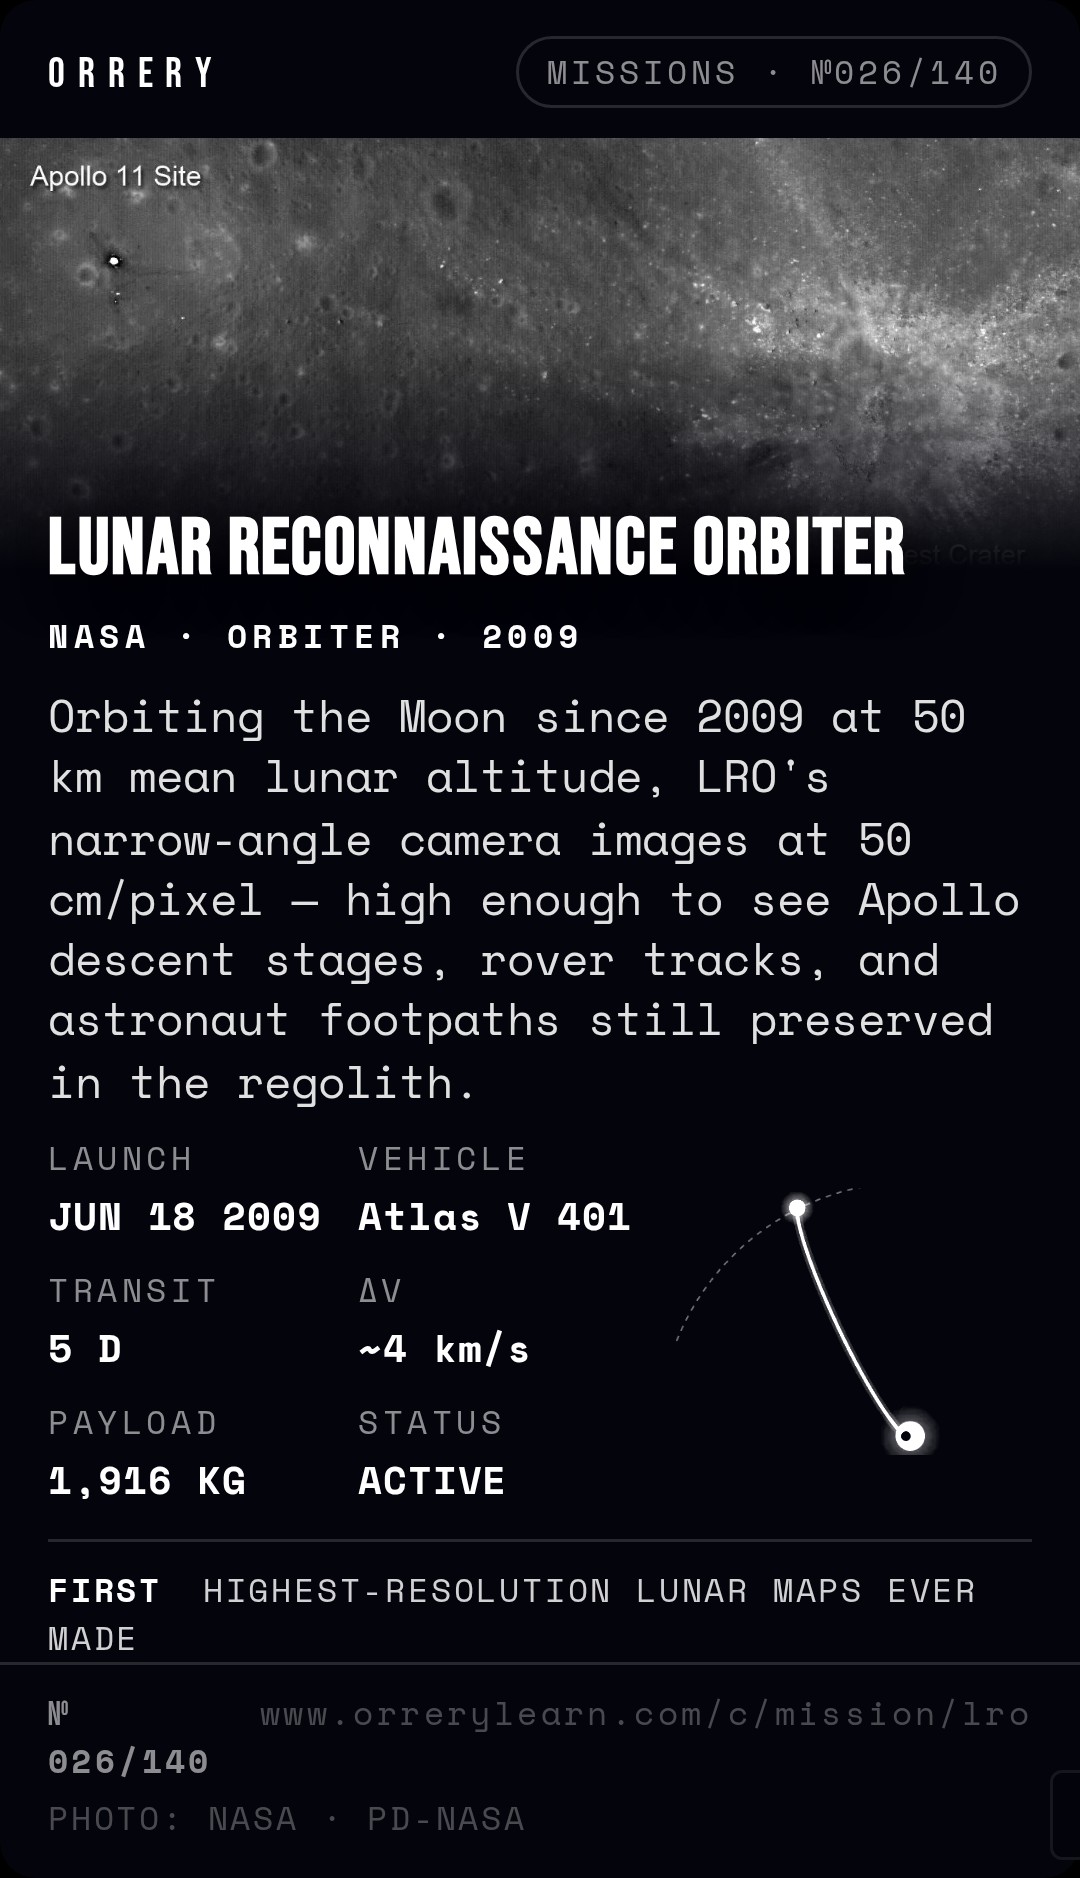 ORRERY
MISSIONS · №026/140
Apollo 11 Site
LUNAR RECONNAISSANCE ORBITER
Crater
NASA · ORBITER · 2009
Orbiting the Moon since 2009 at 50
km mean lunar altitude, LRO's
narrow-angle camera images at 50
cm/pixel — high enough to see Apollo
descent stages, rover tracks, and
astronaut footpaths still preserved
in the regolith.
LAUNCH VEHICLE
JUN 18 2009 Atlas V 401
TRANSIT ΔV
5 D ~4 km/s
PAYLOAD STATUS
1,916 KG ACTIVE
FIRST HIGHEST-RESOLUTION LUNAR MAPS EVER
MADE
№ www.orrerylearn.com/c/mission/lro
026/140
PHOTO: NASA · PD-NASA